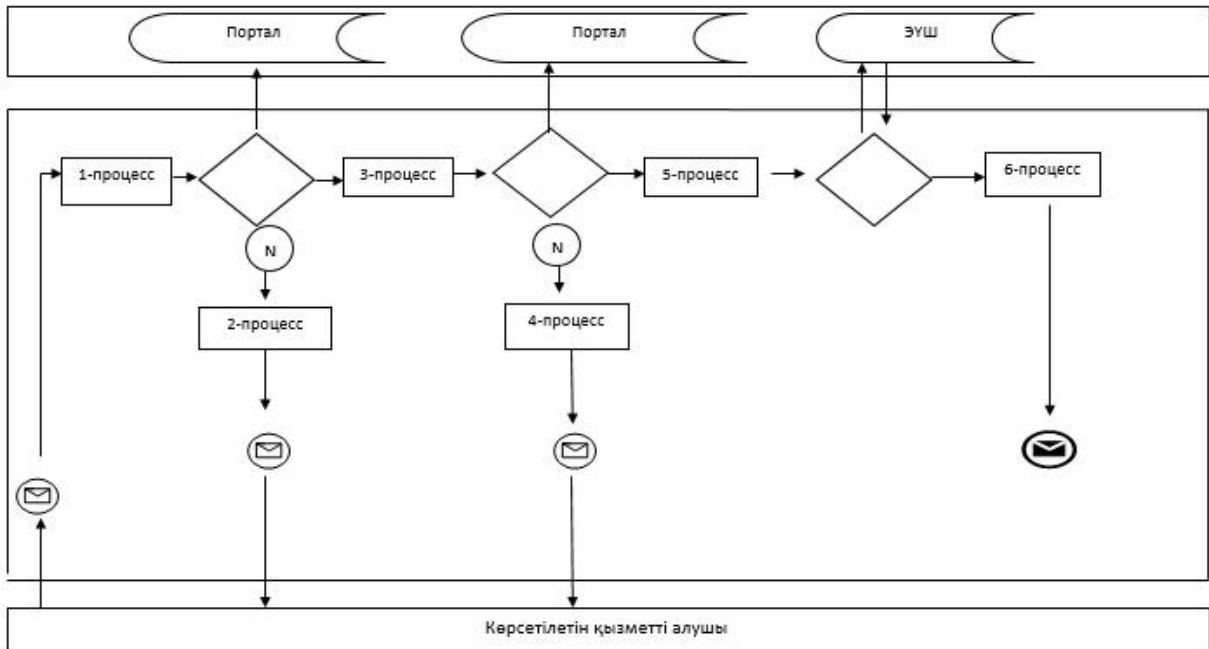 Портал
Портал
ЭҮШ
1-процесс
3-процесс
5-процесс
6-процесс
N
N
2-процесс
4-процесс
Көрсетілетін қызметті алушы